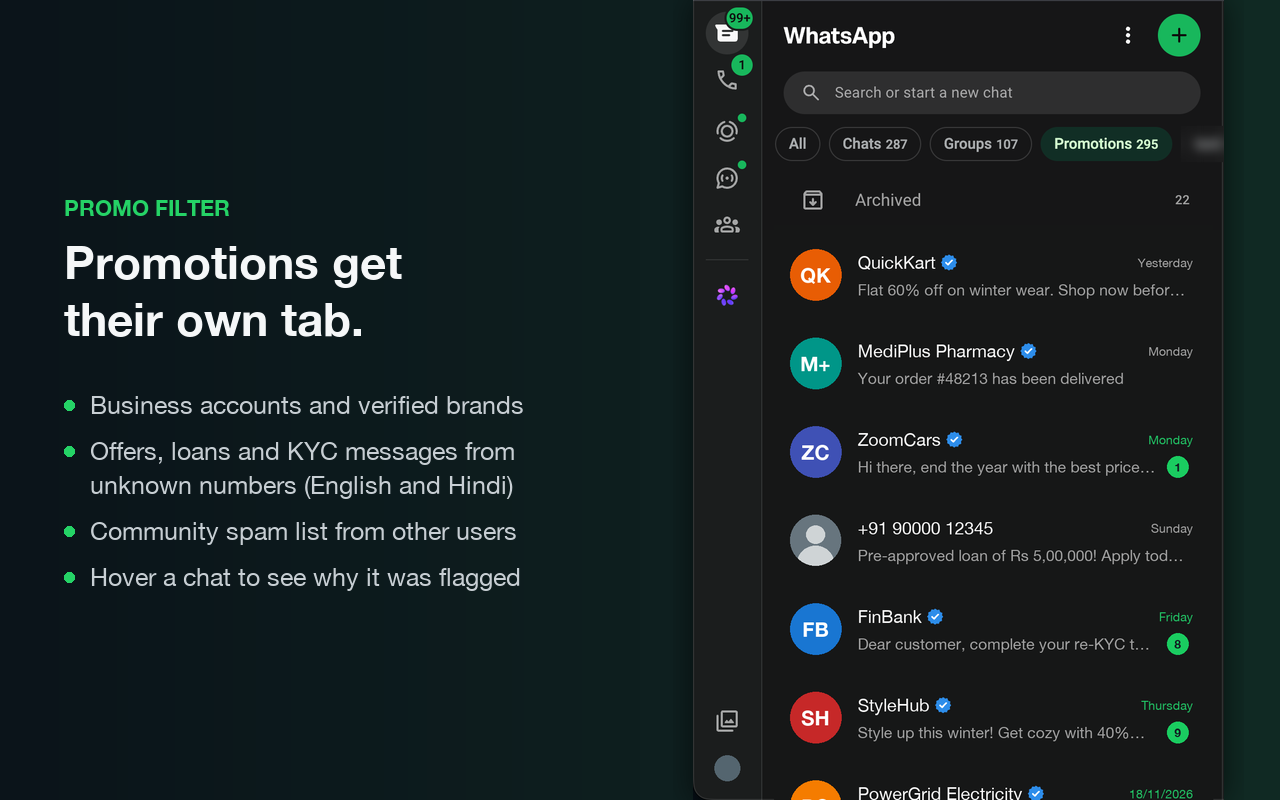 PROMO FILTER
Promotions get
their own tab.
Business accounts and verified brands
Offers, loans and KYC messages from
unknown numbers (English and Hindi)
Community spam list from other users
Hover a chat to see why it was flagged
99+
1
WhatsApp
Search or start a new chat
All
Chats 287
Groups 107
Promotions 295
Archived
22
QK
QuickKart
Yesterday
Flat 60% off on winter wear. Shop now befor…
M+
MediPlus Pharmacy
Monday
Your order #48213 has been delivered
ZC
ZoomCars
Monday
Hi there, end the year with the best price…
1
+91 90000 12345
Sunday
Pre-approved loan of Rs 5,00,000! Apply tod…
FB
FinBank
Friday
Dear customer, complete your re-KYC t…
8
SH
StyleHub
Thursday
Style up this winter! Get cozy with 40%…
9
PowerGrid Electricity
18/11/2026